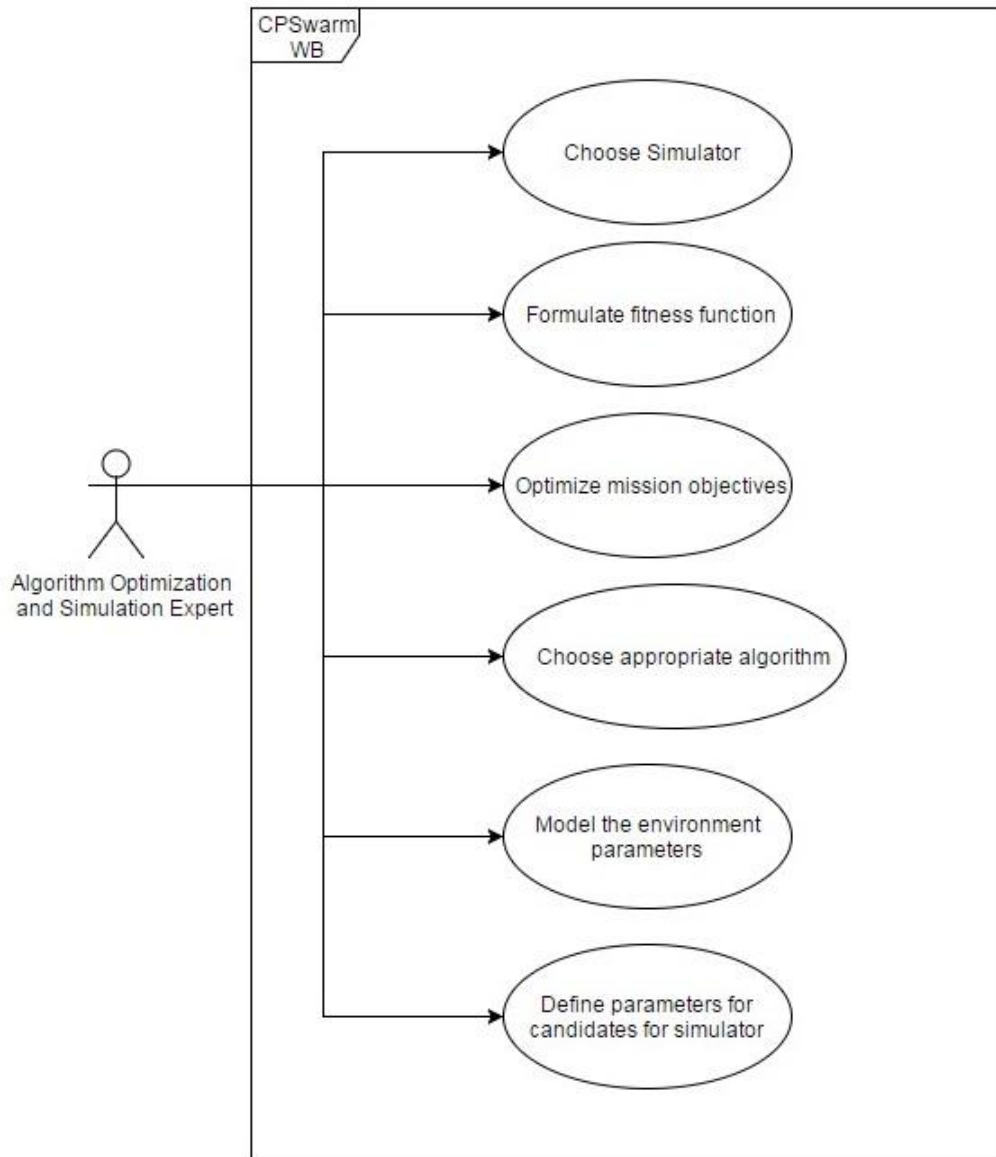 CPSwarm
WB
Choose Simulator
Formulate fitness function
Optimize mission objectives
Algorithm Optimization
and Simulation Expert
Choose appropriate algorithm
Model the environment
parameters
Define parameters for
candidates for simulator